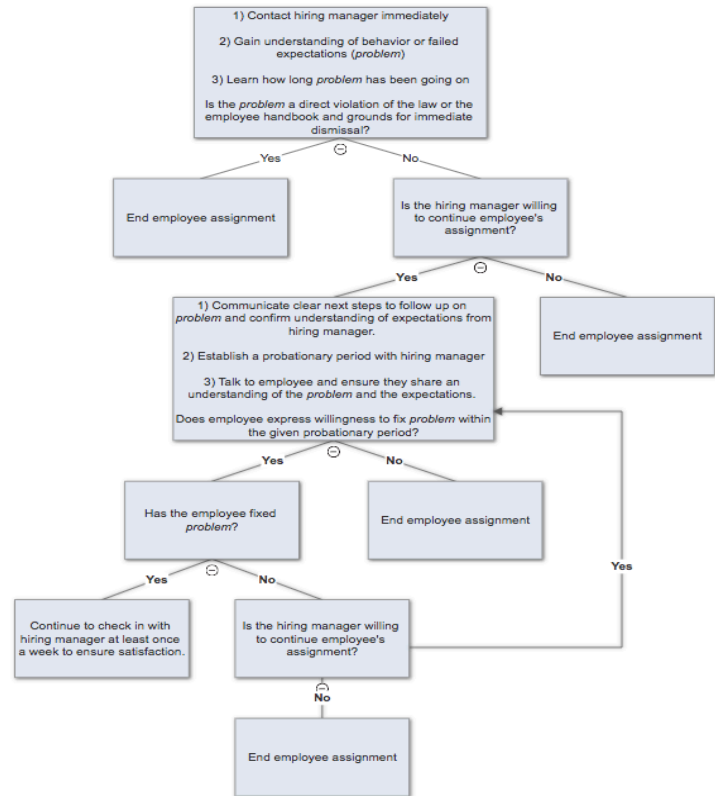 1) Contact hiring manager immediately
2) Gain understanding of behavior or failed
expectations (problem)
3) Learn how long problem has been going on
Is the problem a direct violation of the law or the
employee handbook and grounds for immediate
dismissal?
Yes
No
End employee assignment
Is the hiring manager willing
to continue employee's
assignment?
Yes
No
1) Communicate clear next steps to follow up on
problem and confirm understanding of expectations from
hiring manager.
2) Establish a probationary period with hiring manager
3) Talk to employee and ensure they share an
understanding of the problem and the expectations.
Does employee express willingness to fix problem within
the given probationary period?
End employee assignment
Yes
No
Has the employee fixed
problem?
End employee assignment
Yes
Yes
No
Continue to check in with
hiring manager at least once
a week to ensure satisfaction.
Is the hiring manager willing
to continue employee's
assignment?
No
End employee assignment